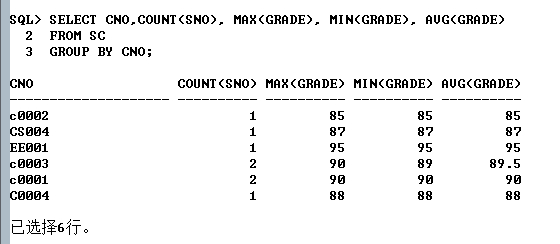 SQL> SELECT CNO,COUNT(SNO), MAX(GRADE), MIN(GRADE), AVG(GRADE)
  2  FROM SC
  3  GROUP BY CNO;
CNO                  COUNT(SNO) MAX(GRADE) MIN(GRADE) AVG(GRADE)
-------------------- ---------- ---------- ---------- ----------
c0002                         1         85         85         85
CS004                         1         87         87         87
EE001                         1         95         95         95
c0003                         2         90         89       89.5
c0001                         2         90         90         90
C0004                         1         88         88         88
已选择6行。